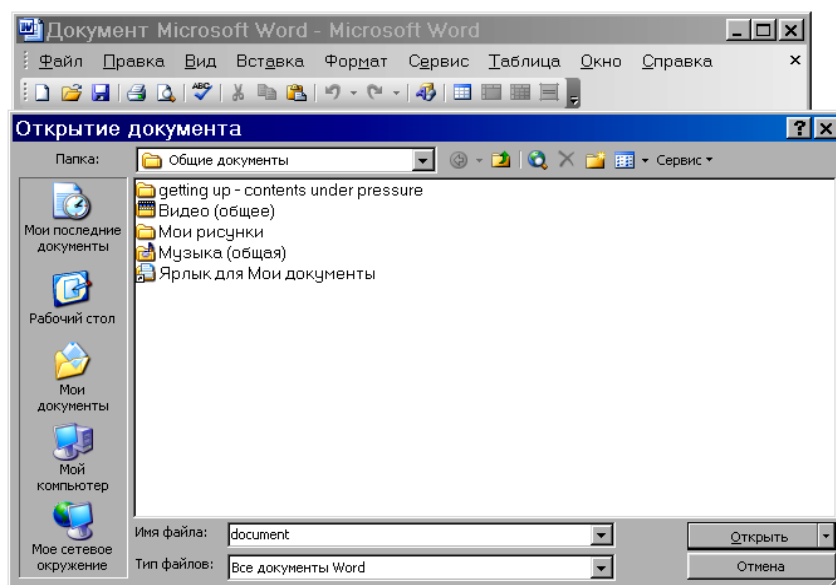 Документ Microsoft Word - Microsoft Word
Файл Правка Вид Вставка Формат Сервис Таблица Окно Справка
ABC
Открытие документа
Папка: Общие документы Сервис
getting up - contents under pressure
Видео (общее)
Мои рисунки
Музыка (общая)
Ярлык для Мои документы
Мои последние
документы
Рабочий стол
Мои
документы
Мой
компьютер
Мое сетевое
окружение
Имя файла: document Открыть
Тип файлов: Все документы Word Отмена